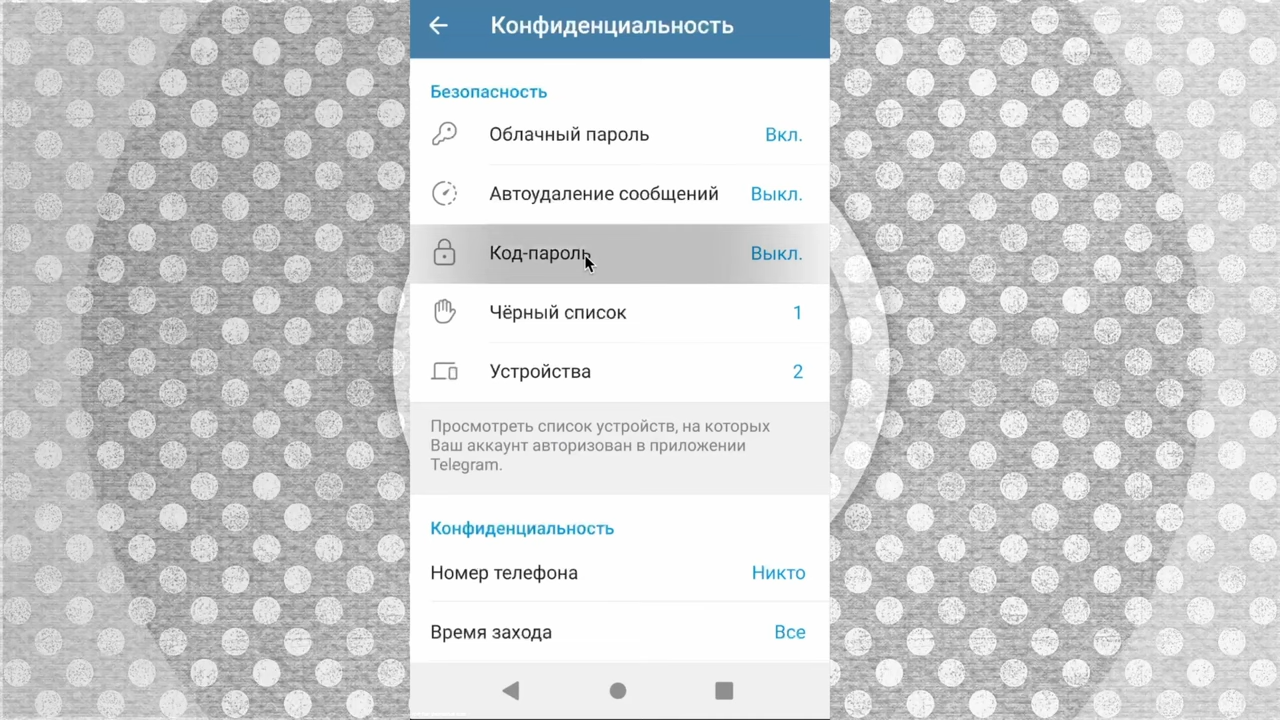 Конфиденциальность
Безопасность
Облачный пароль Вкл.
Автоудаление сообщений Выкл.
Код-пароль Выкл.
Чёрный список 1
Устройства 2
Просмотреть список устройств, на которых
Ваш аккаунт авторизован в приложении
Telegram.
Конфиденциальность
Номер телефона Никто
Время захода Все